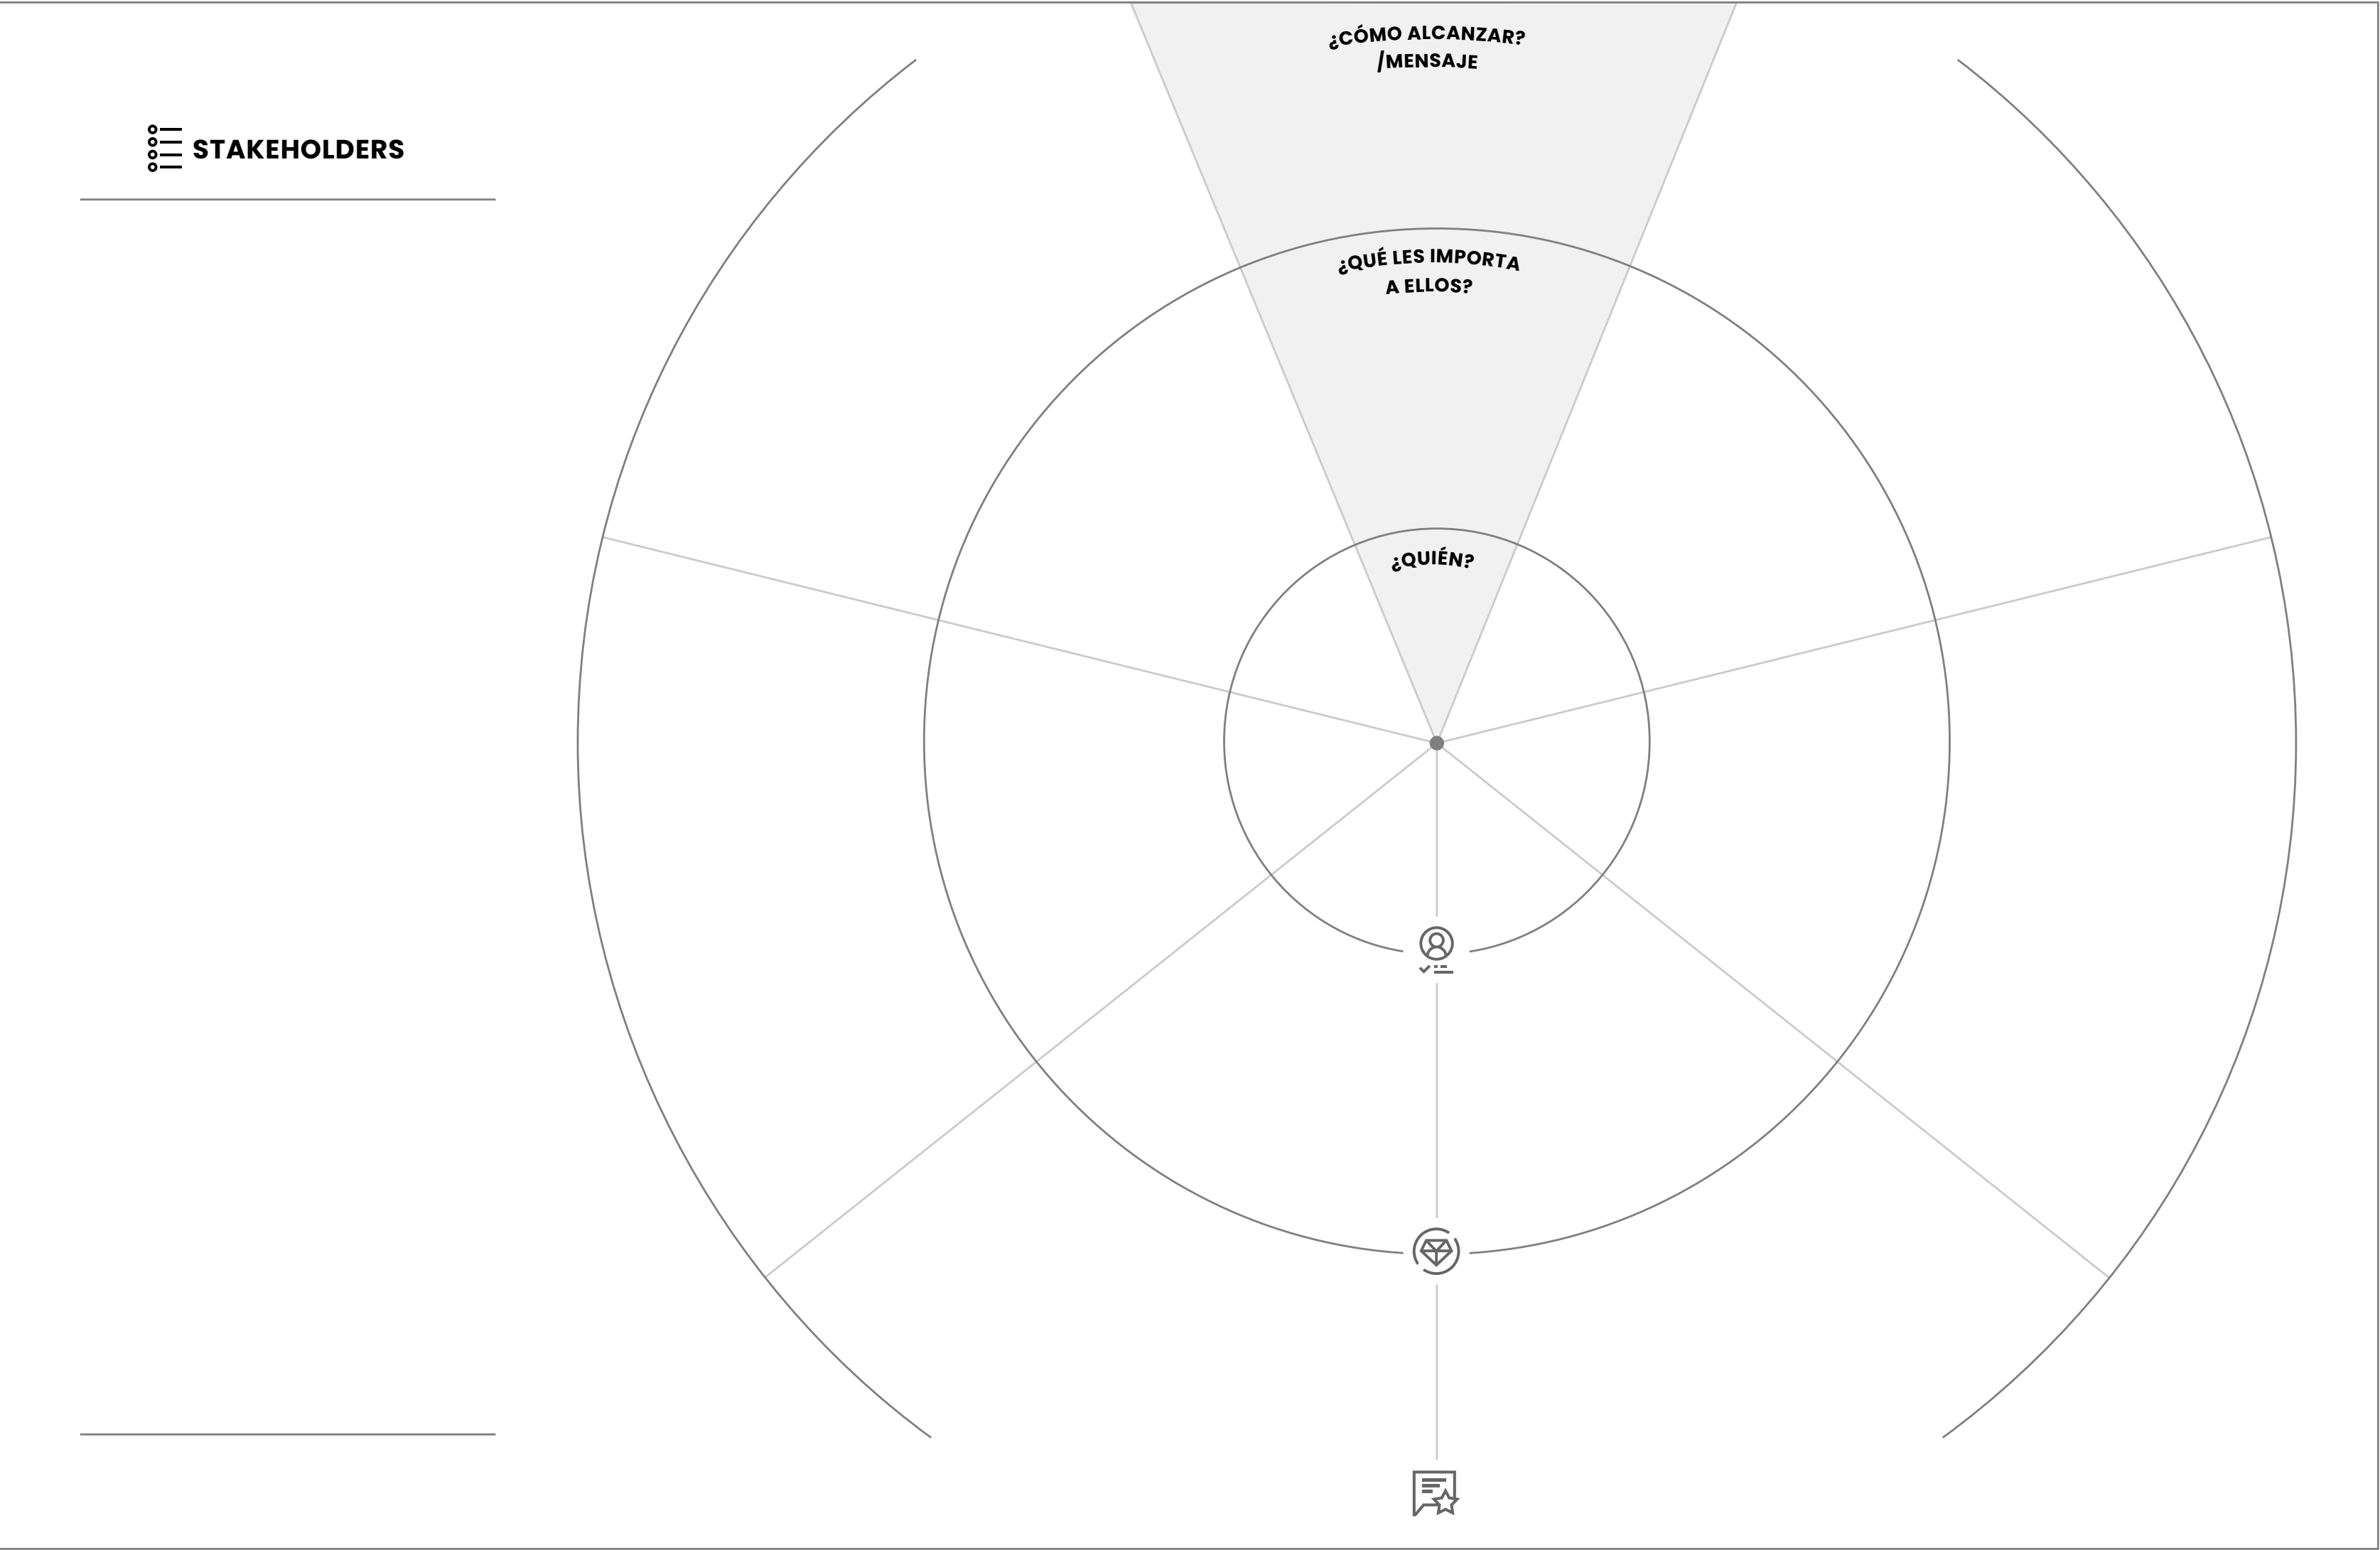 STAKEHOLDERS
¿CÓMO ALCANZAR?
/MENSAJE
¿QUÉ LES IMPORTA
A ELLOS?
¿QUIÉN?